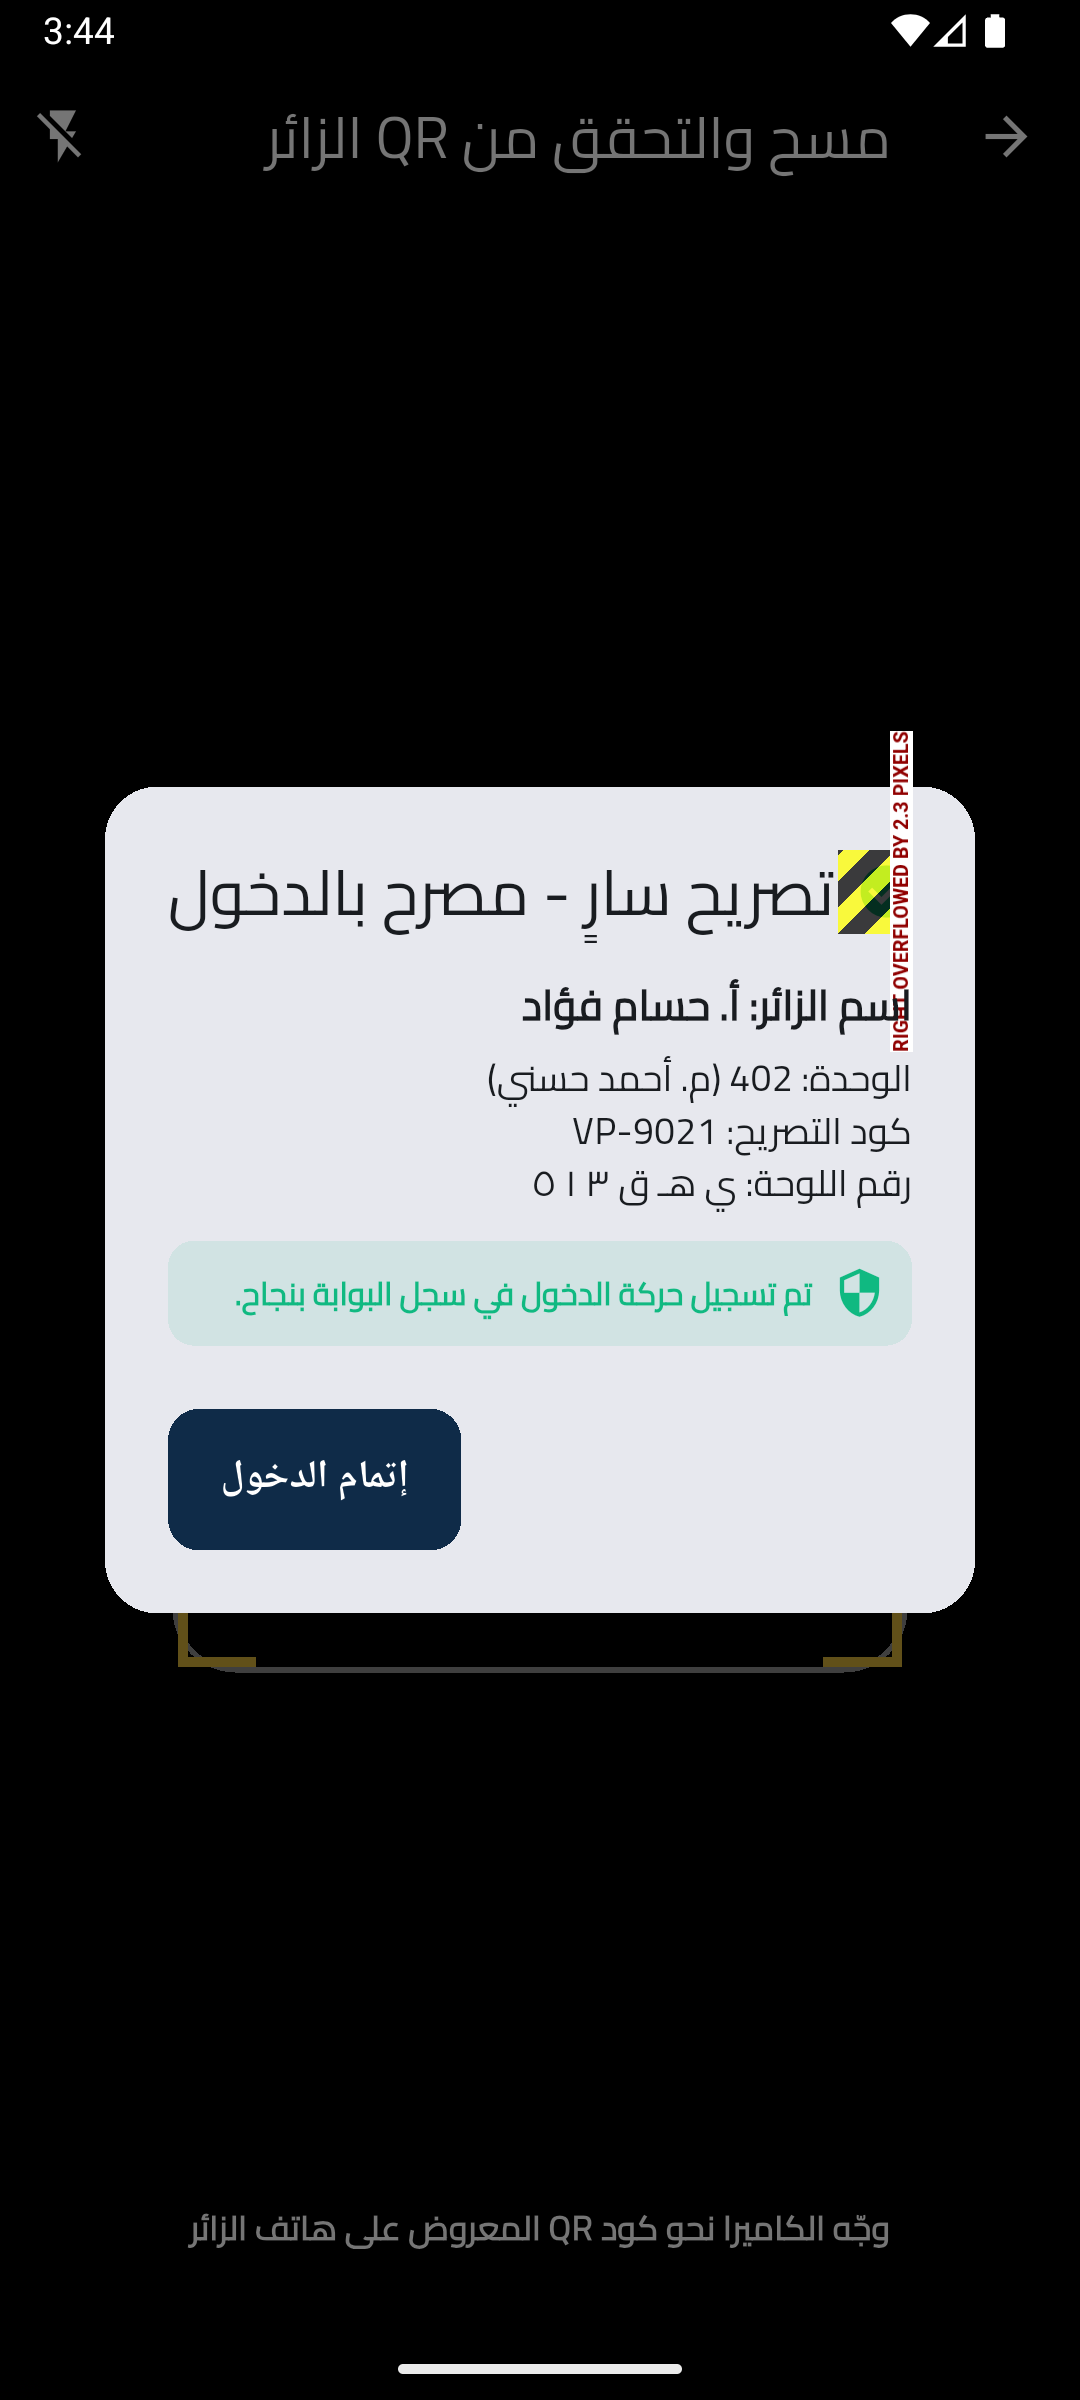 3:44
مسح والتحقق من QR الزائر
RIGHT OVERFLOWED BY 2.3 PIXELS
تصريح سارٍ - مصرح بالدخول
اسم الزائر: أ. حسام فؤاد
الوحدة: 402 (م. أحمد حسني)
كود التصريح: VP-9021
رقم اللوحة: ي هـ ق ٣ ١ ٥
تم تسجيل حركة الدخول في سجل البوابة بنجاح.
إتمام الدخول
وجّه الكاميرا نحو كود QR المعروض على هاتف الزائر